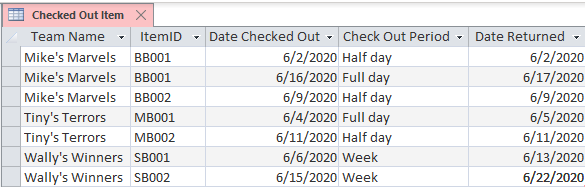 Checked Out Item
Team Name ItemID Date Checked Out Check Out Period Date Returned
Mike's Marvels BB001 6/2/2020 Half day 6/2/2020
Mike's Marvels BB001 6/16/2020 Full day 6/17/2020
Mike's Marvels BB002 6/9/2020 Half day 6/9/2020
Tiny's Terrors MB001 6/4/2020 Full day 6/5/2020
Tiny's Terrors MB002 6/11/2020 Half day 6/11/2020
Wally's Winners SB001 6/6/2020 Week 6/13/2020
Wally's Winners SB002 6/15/2020 Week 6/22/2020